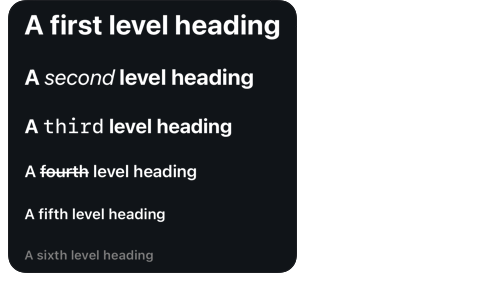 A first level heading
A second level heading
A third level heading
A fourth level heading
A fifth level heading
A sixth level heading